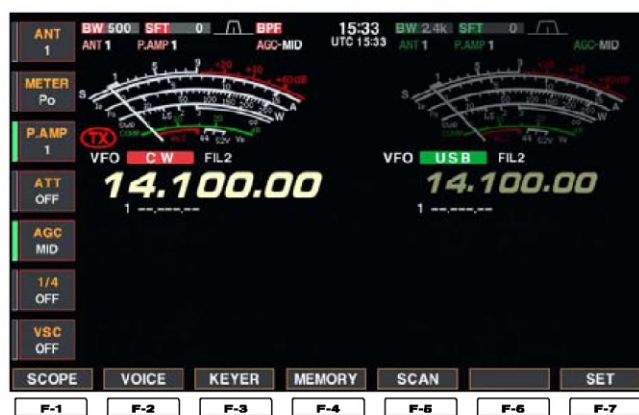 ANT 1
METER Po
P.AMP 1
ATT OFF
AGC MID
1/4 OFF
VSC OFF
BW 500 SFT 0 BPF
ANT 1 P.AMP 1 AGC-MID
15:33
UTC 15:33
BW 2.4k SFT 0
ANT 1 P.AMP 1 AGC-MID
TX
VFO CW FIL2
14.100.00
1 --.---.--
VFO USB FIL2
14.100.00
1 --.---.--
SCOPE VOICE KEYER MEMORY SCAN SET
F-1 F-2 F-3 F-4 F-5 F-6 F-7